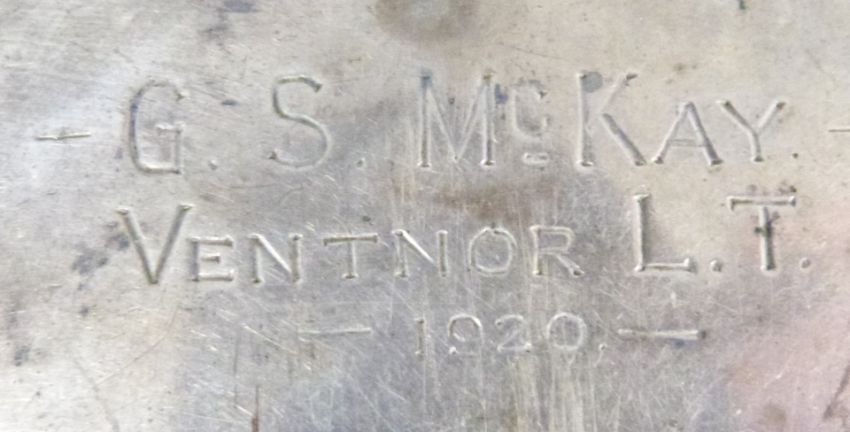 - G. S. McKAY. -
VENTNOR L.T.
- 1920, -